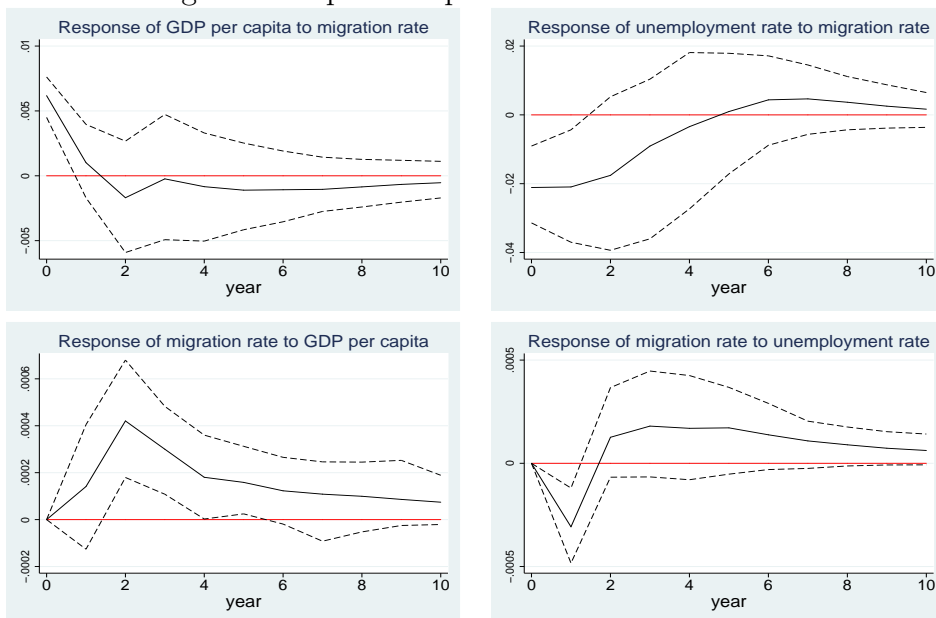 Response of GDP per capita to migration rate
.01
.005
0
-.005
0 2 4 6 8 10
year
Response of unemployment rate to migration rate
.02
0
-.02
-.04
0 2 4 6 8 10
year
Response of migration rate to GDP per capita
.0006
.0004
.0002
0
-.0002
0 2 4 6 8 10
year
Response of migration rate to unemployment rate
.0005
0
-.0005
0 2 4 6 8 10
year